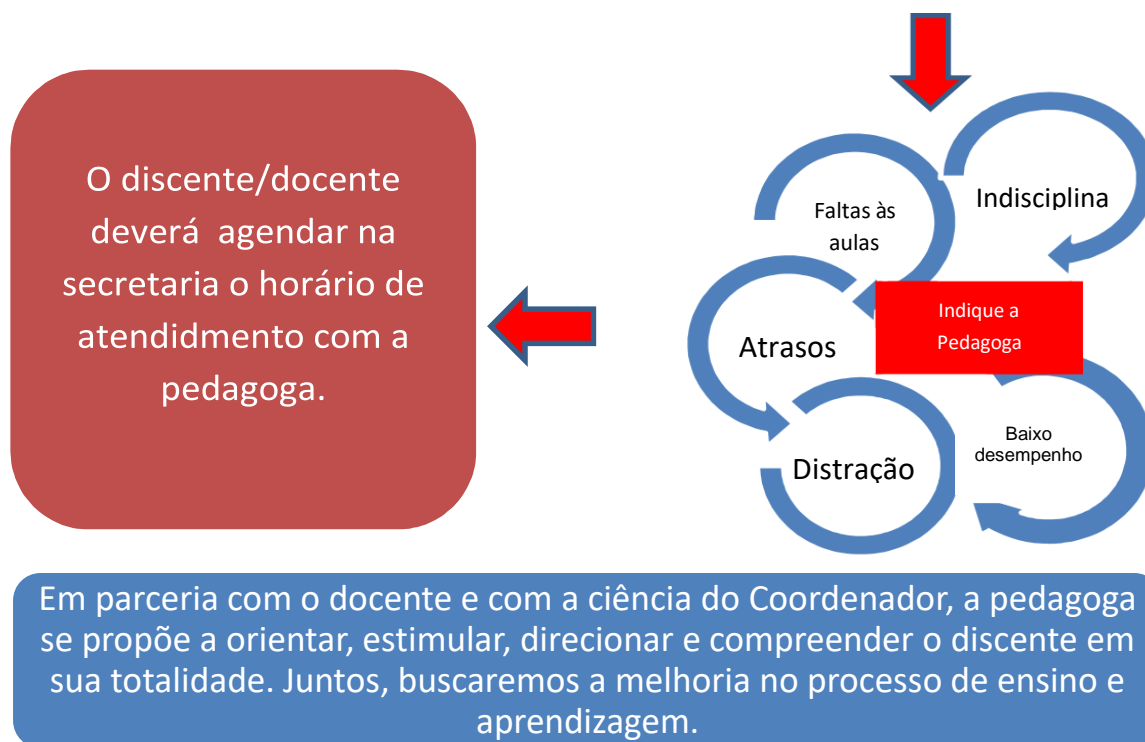 O discente/docente
deverá agendar na
secretaria o horário de
atendidmento com a
pedagoga.
Indisciplina
Faltas às
aulas
Indique a
Pedagoga
Atrasos
Baixo
desempenho
Distração
Em parceria com o docente e com a ciência do Coordenador, a pedagoga
se propõe a orientar, estimular, direcionar e compreender o discente em
sua totalidade. Juntos, buscaremos a melhoria no processo de ensino e
aprendizagem.